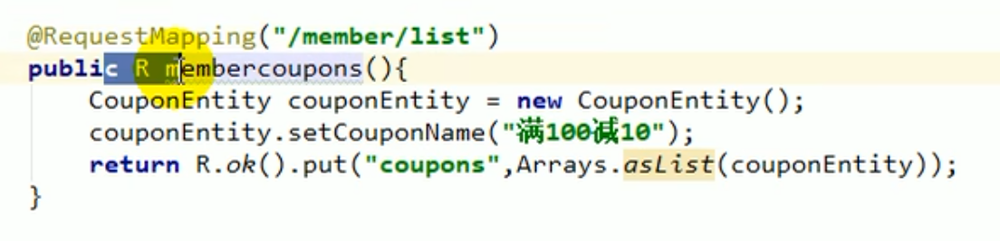 @RequestMapping("/member/list")
public R membercoupons(){
CouponEntity couponEntity = new CouponEntity();
couponEntity.setCouponName("满100减10");
return R.ok().put("coupons",Arrays.asList(couponEntity));
}